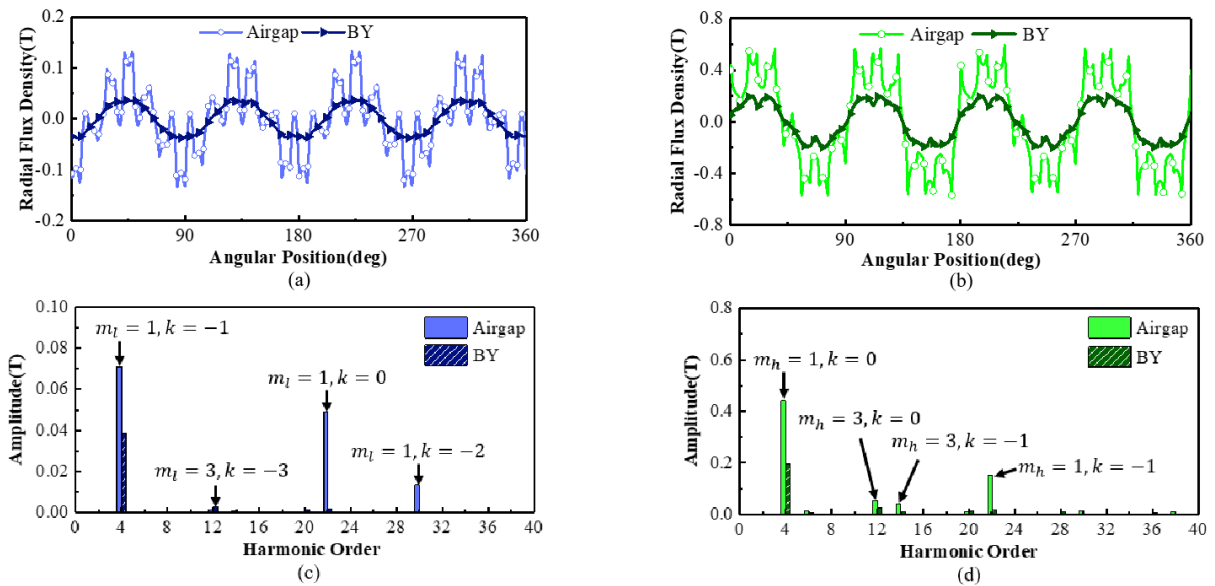 Airgap BY
Radial Flux Density(T)
0.2
0.1
0.0
-0.1
-0.2
0 90 180 270 360
Angular Position(deg)
(a)
Airgap BY
Radial Flux Density(T)
0.8
0.4
0.0
-0.4
-0.8
0 90 180 270 360
Angular Position(deg)
(b)
Amplitude(T)
0.10
0.08
0.06
0.04
0.02
0.00
m_l = 1, k = −1
m_l = 1, k = 0
m_l = 3, k = −3
m_l = 1, k = −2
Airgap
BY
0 4 8 12 16 20 24 28 32 36 40
Harmonic Order
(c)
Amplitude(T)
0.8
0.6
0.4
0.2
0.0
m_h = 1, k = 0
m_h = 3, k = 0
m_h = 3, k = −1
m_h = 1, k = −1
Airgap
BY
0 4 8 12 16 20 24 28 32 36 40
Harmonic Order
(d)